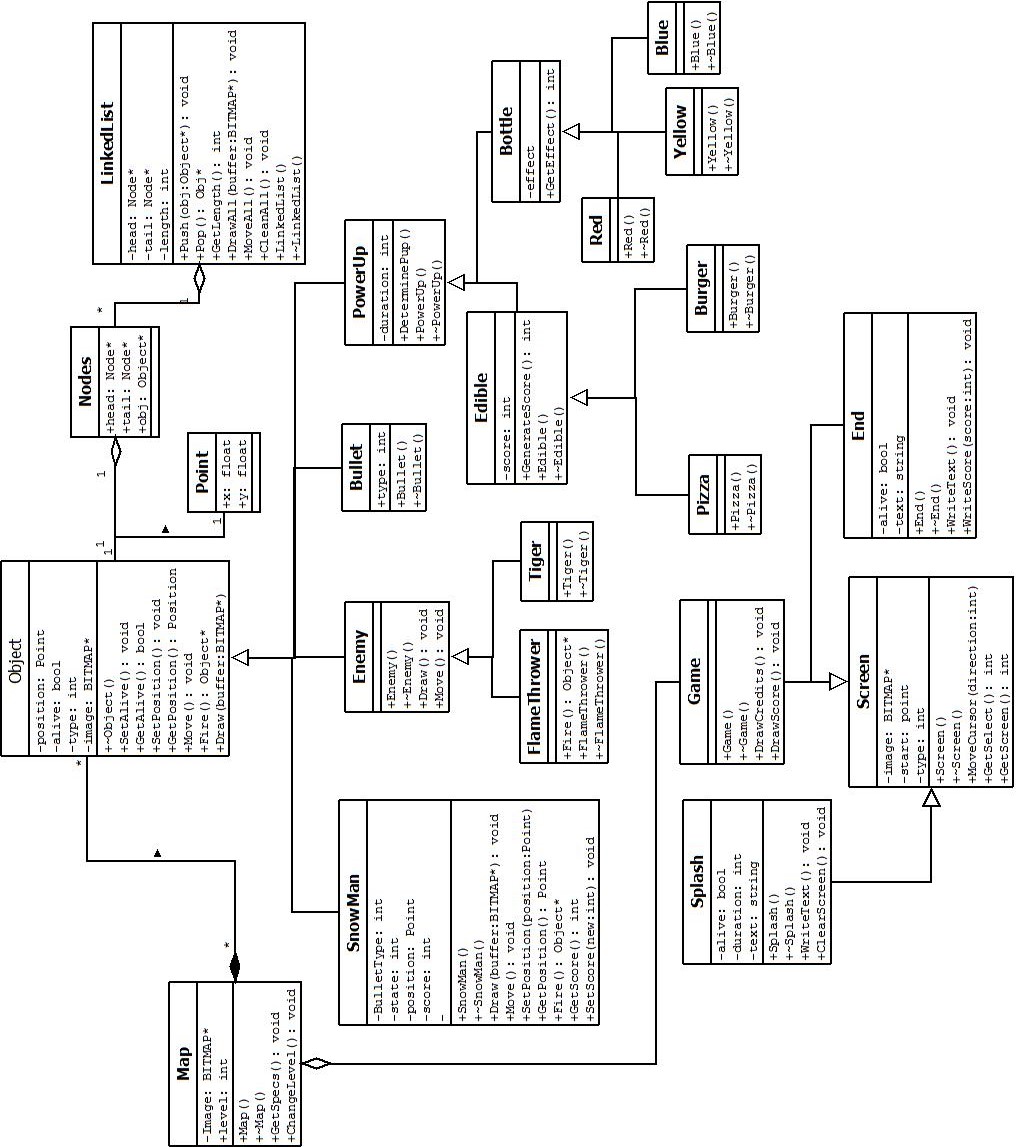 LinkedList
-head: Node*
-tail: Node*
-length: int
+Push(obj:Object*): void
+Pop(): Obj*
+GetLength(): int
+DrawAll(buffer:BITMAP*): void
+MoveAll(): void
+CleanAll(): void
+LinkedList()
+~LinkedList()
1
*
Nodes
+head: Node*
+tail: Node*
+obj: Object*
1
1
Point
+x: float
+y: float
1
1
Object
-position: Point
-alive: bool
-type: int
-image: BITMAP*
+~Object()
+SetAlive(): void
+GetAlive(): bool
+SetPosition(): void
+GetPosition(): Position
+Move(): void
+Fire(): Object*
+Draw(buffer:BITMAP*)
*
*
Map
-Image: BITMAP*
+level: int
+Map()
+~Map()
+GetSpecs(): void
+ChangeLevel(): void
Blue
+Blue()
+~Blue()
Yellow
+Yellow()
+~Yellow()
Red
+Red()
+~Red()
Bottle
-effect
+GetEffect(): int
PowerUp
-duration: int
+DeterminePup()
+PowerUp()
+~PowerUp()
Edible
-score: int
+GenerateScore(): int
+Edible()
+~Edible()
Burger
+Burger()
+~Burger()
Pizza
+Pizza()
+~Pizza()
Bullet
+type: int
+Bullet()
+~Bullet()
Enemy
+Enemy()
+~Enemy()
+Draw(): void
+Move(): void
Tiger
+Tiger()
+~Tiger()
FlameThrower
+Fire(): Object*
+FlameThrower()
+~FlameThrower()
SnowMan
-BulletType: int
-state: int
-position: Point
-score: int
-
+SnowMan()
+~SnowMan()
+Draw(buffer:BITMAP*): void
+Move(): void
+SetPosition(position:Point)
+GetPosition(): Point
+Fire(): Object*
+GetScore(): int
+SetScore(new:int): void
End
-alive: bool
-text: string
+End()
~End()
+WriteText(): void
+WriteScore(score:int): void
Game
+Game()
+~Game()
+DrawCredits(): void
+DrawScore(): void
Screen
-image: BITMAP*
-start: point
-type: int
+Screen()
+~Screen()
+MoveCursor(direction:int)
+GetSelect(): int
+GetScreen(): int
Splash
-alive: bool
-duration: int
-text: string
+Splash()
+~Splash()
+WriteText(): void
+ClearScreen(): void